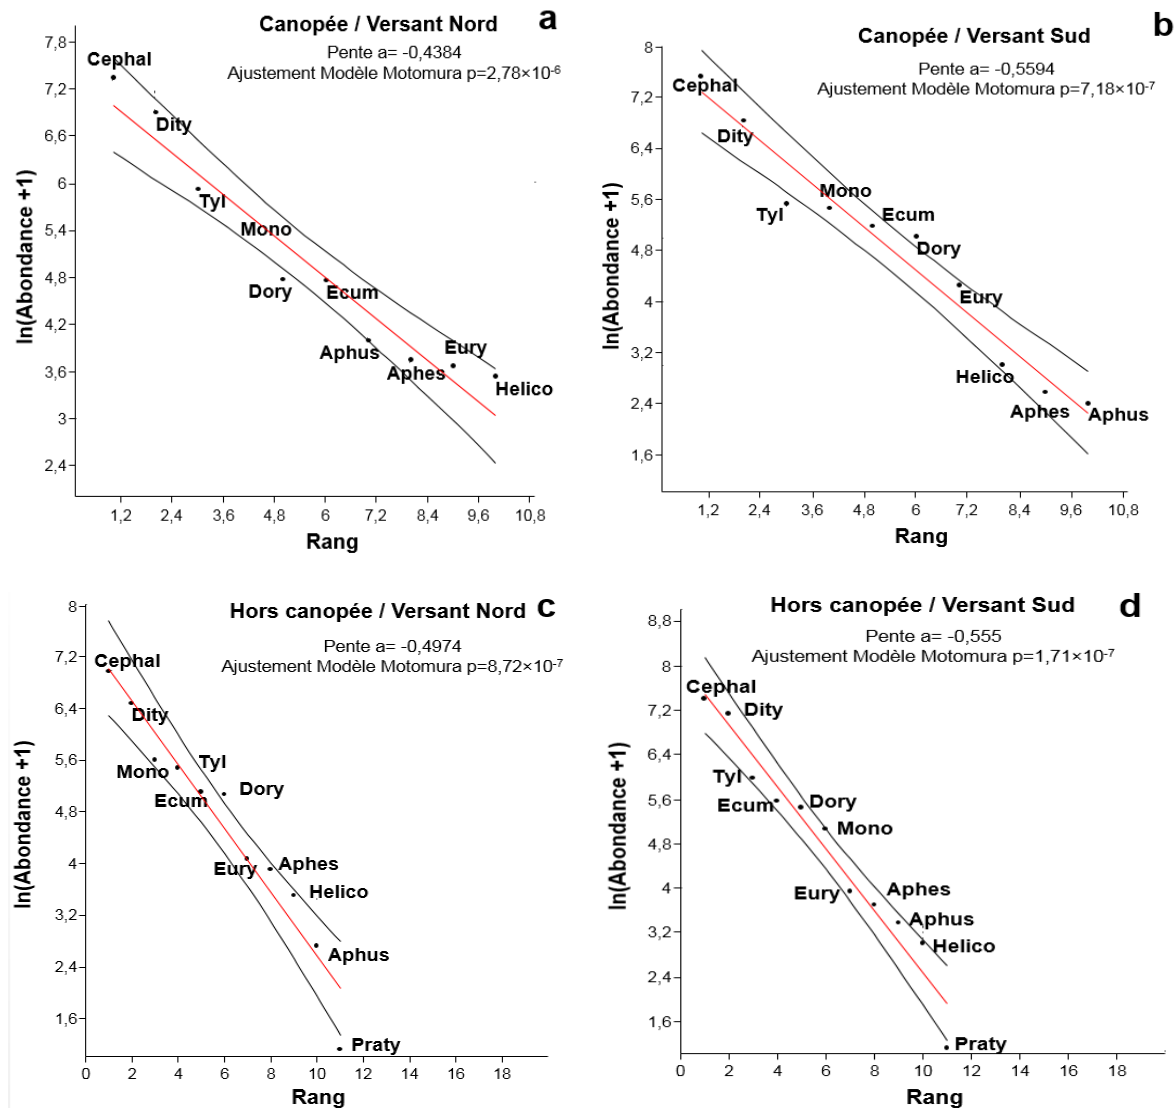 Canopée / Versant Nord
a
Pente a= -0,4384
Ajustement Modèle Motomura p=2,78×10-6
7,8
7,2
6,6
6
5,4
4,8
4,2
3,6
3
2,4
ln(Abondance +1)
Cephal
Dity
Tyl
Mono
Dory
Ecum
Aphus
Aphes
Eury
Helico
1,2 2,4 3,6 4,8 6 7,2 8,4 9,6 10,8
Rang
Canopée / Versant Sud
b
Pente a= -0,5594
Ajustement Modèle Motomura p=7,18×10-7
8
7,2
6,4
5,6
4,8
4
3,2
2,4
1,6
ln(Abondance +1)
Cephal
Dity
Tyl
Mono
Ecum
Dory
Eury
Helico
Aphes
Aphus
1,2 2,4 3,6 4,8 6 7,2 8,4 9,6 10,8
Rang
Hors canopée / Versant Nord
c
Pente a= -0,4974
Ajustement Modèle Motomura p=8,72×10-7
8
7,2
6,4
5,6
4,8
4
3,2
2,4
1,6
ln(Abondance +1)
Cephal
Dity
Mono
Tyl
Ecum
Dory
Eury
Aphes
Helico
Aphus
Praty
0 2 4 6 8 10 12 14 16 18
Rang
Hors canopée / Versant Sud
d
Pente a= -0,555
Ajustement Modèle Motomura p=1,71×10-7
8,8
8
7,2
6,4
5,6
4,8
4
3,2
2,4
1,6
ln(Abondance +1)
Cephal
Dity
Tyl
Ecum
Dory
Mono
Eury
Aphes
Aphus
Helico
Praty
0 2 4 6 8 10 12 14 16 18
Rang